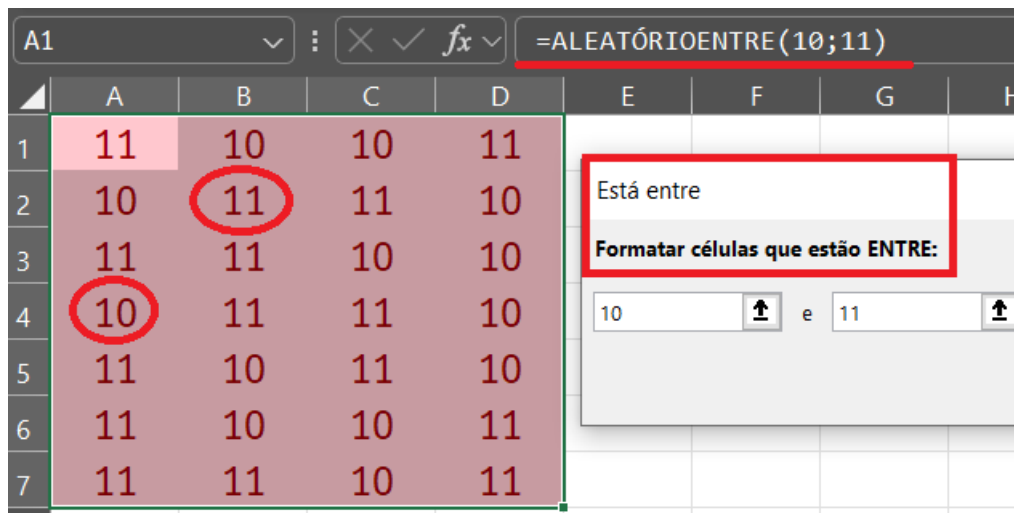 A1 fx =ALEATÓRIOENTRE(10;11)
A B C D E F G H
1 11 10 10 11
2 10 11 11 10
Está entre
3 11 11 10 10
Formatar células que estão ENTRE:
4 10 11 11 10
10 e 11
5 11 10 11 10
6 11 10 10 11
7 11 11 10 11